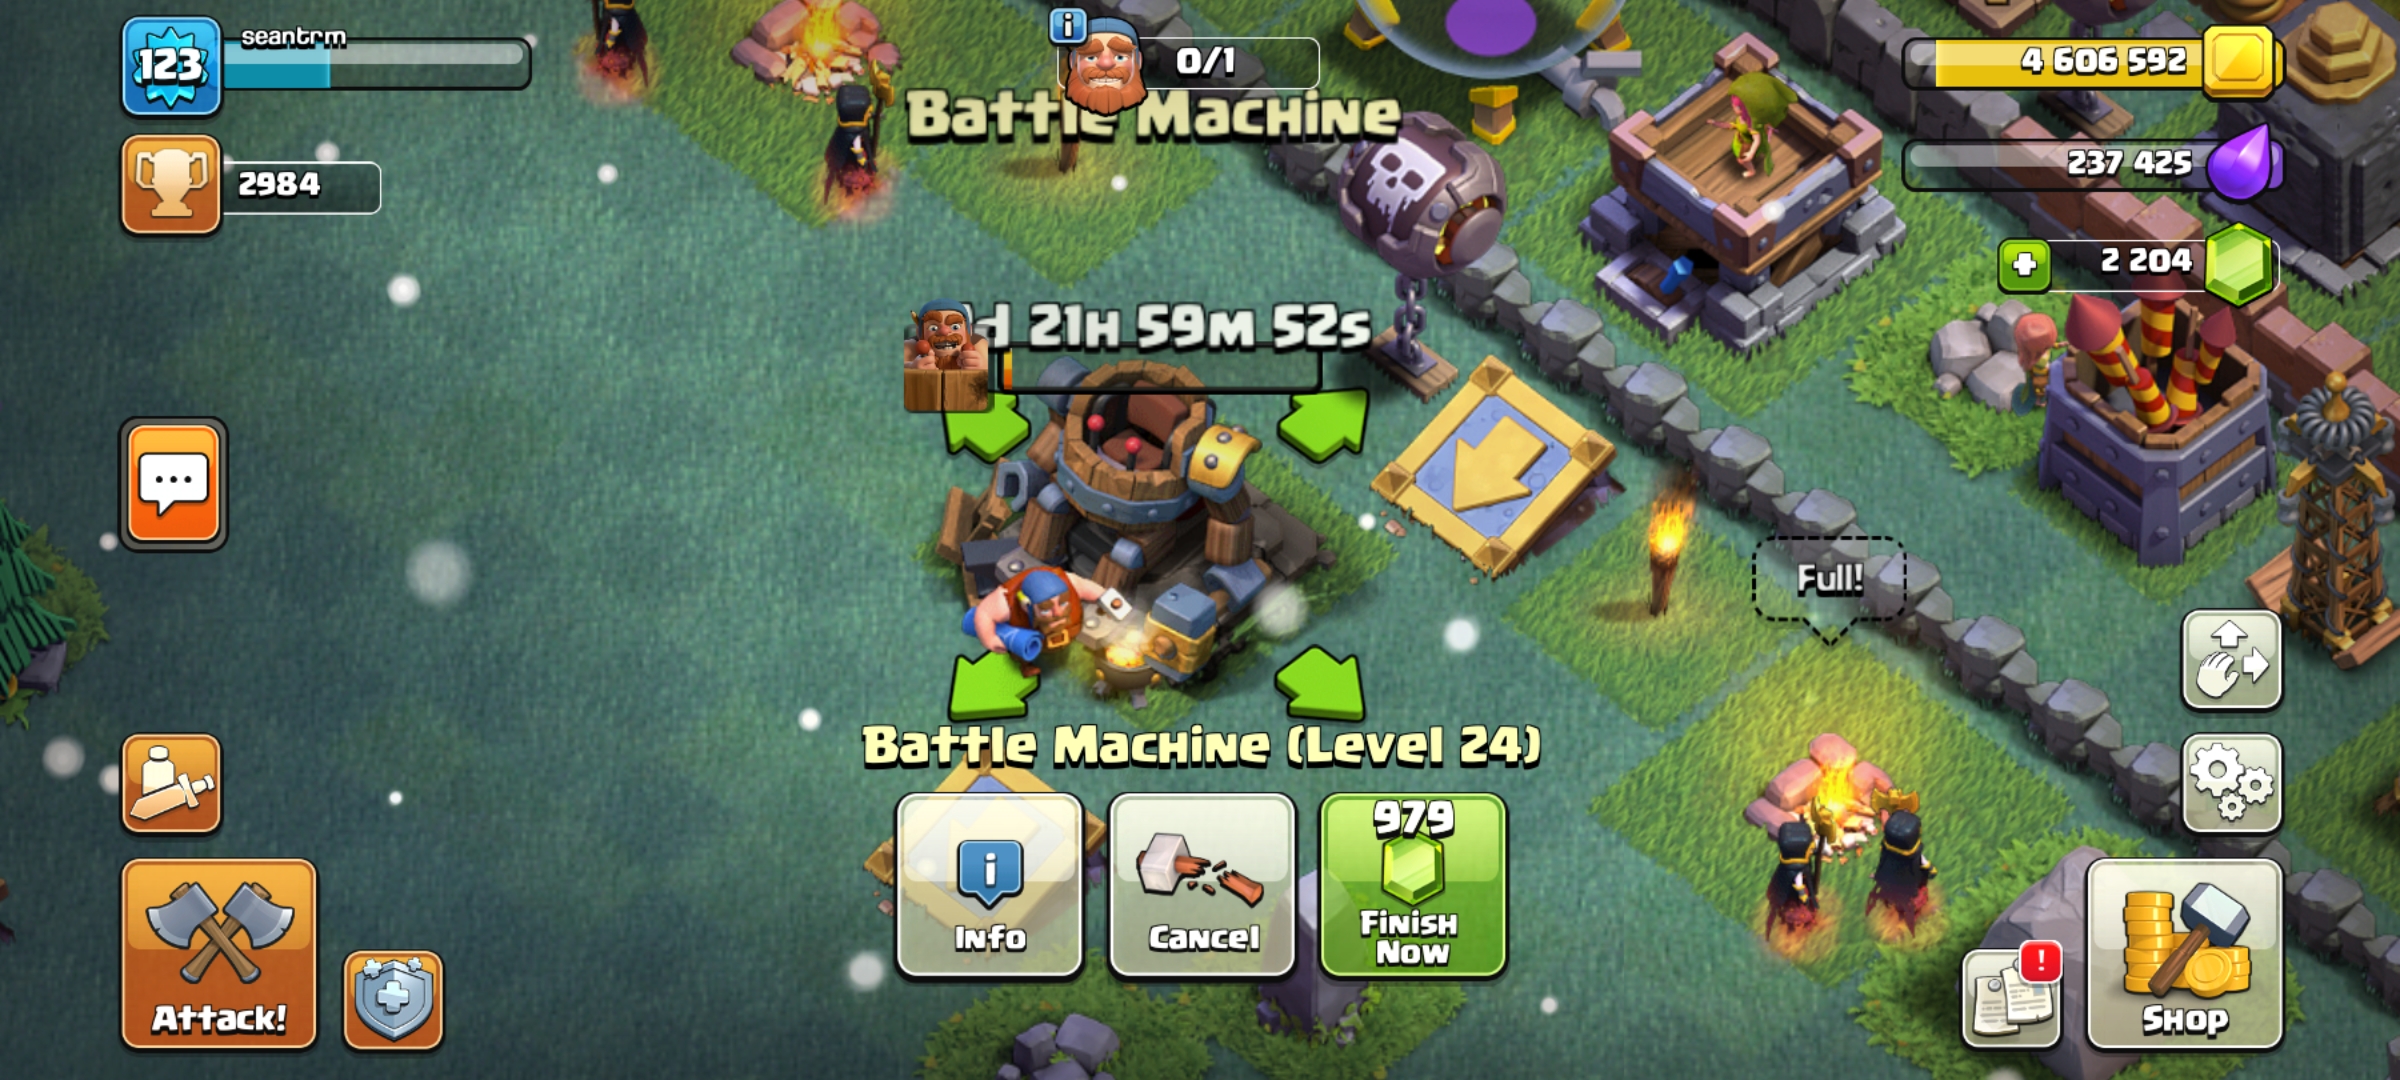 123
seantrm
0/1
4 606 592
Battle Machine
2984
237 425
2 204
d 21H 59M 52S
Full!
Battle Machine (Level 24)
979
Info
Cancel
Finish
Now
Attack!
!
Shop